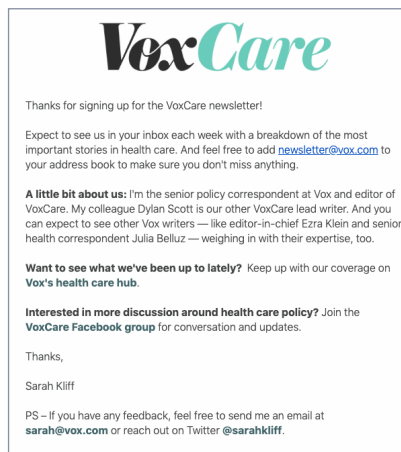 VoxCare
Thanks for signing up for the VoxCare newsletter!
Expect to see us in your inbox each week with a breakdown of the most
important stories in health care. And feel free to add newsletter@vox.com to
your address book to make sure you don't miss anything.
A little bit about us: I'm the senior policy correspondent at Vox and editor of
VoxCare. My colleague Dylan Scott is our other VoxCare lead writer. And you
can expect to see other Vox writers — like editor-in-chief Ezra Klein and senior
health correspondent Julia Belluz — weighing in with their expertise, too.
Want to see what we've been up to lately? Keep up with our coverage on
Vox's health care hub.
Interested in more discussion around health care policy? Join the
VoxCare Facebook group for conversation and updates.
Thanks,
Sarah Kliff
PS – If you have any feedback, feel free to send me an email at
sarah@vox.com or reach out on Twitter @sarahkliff.